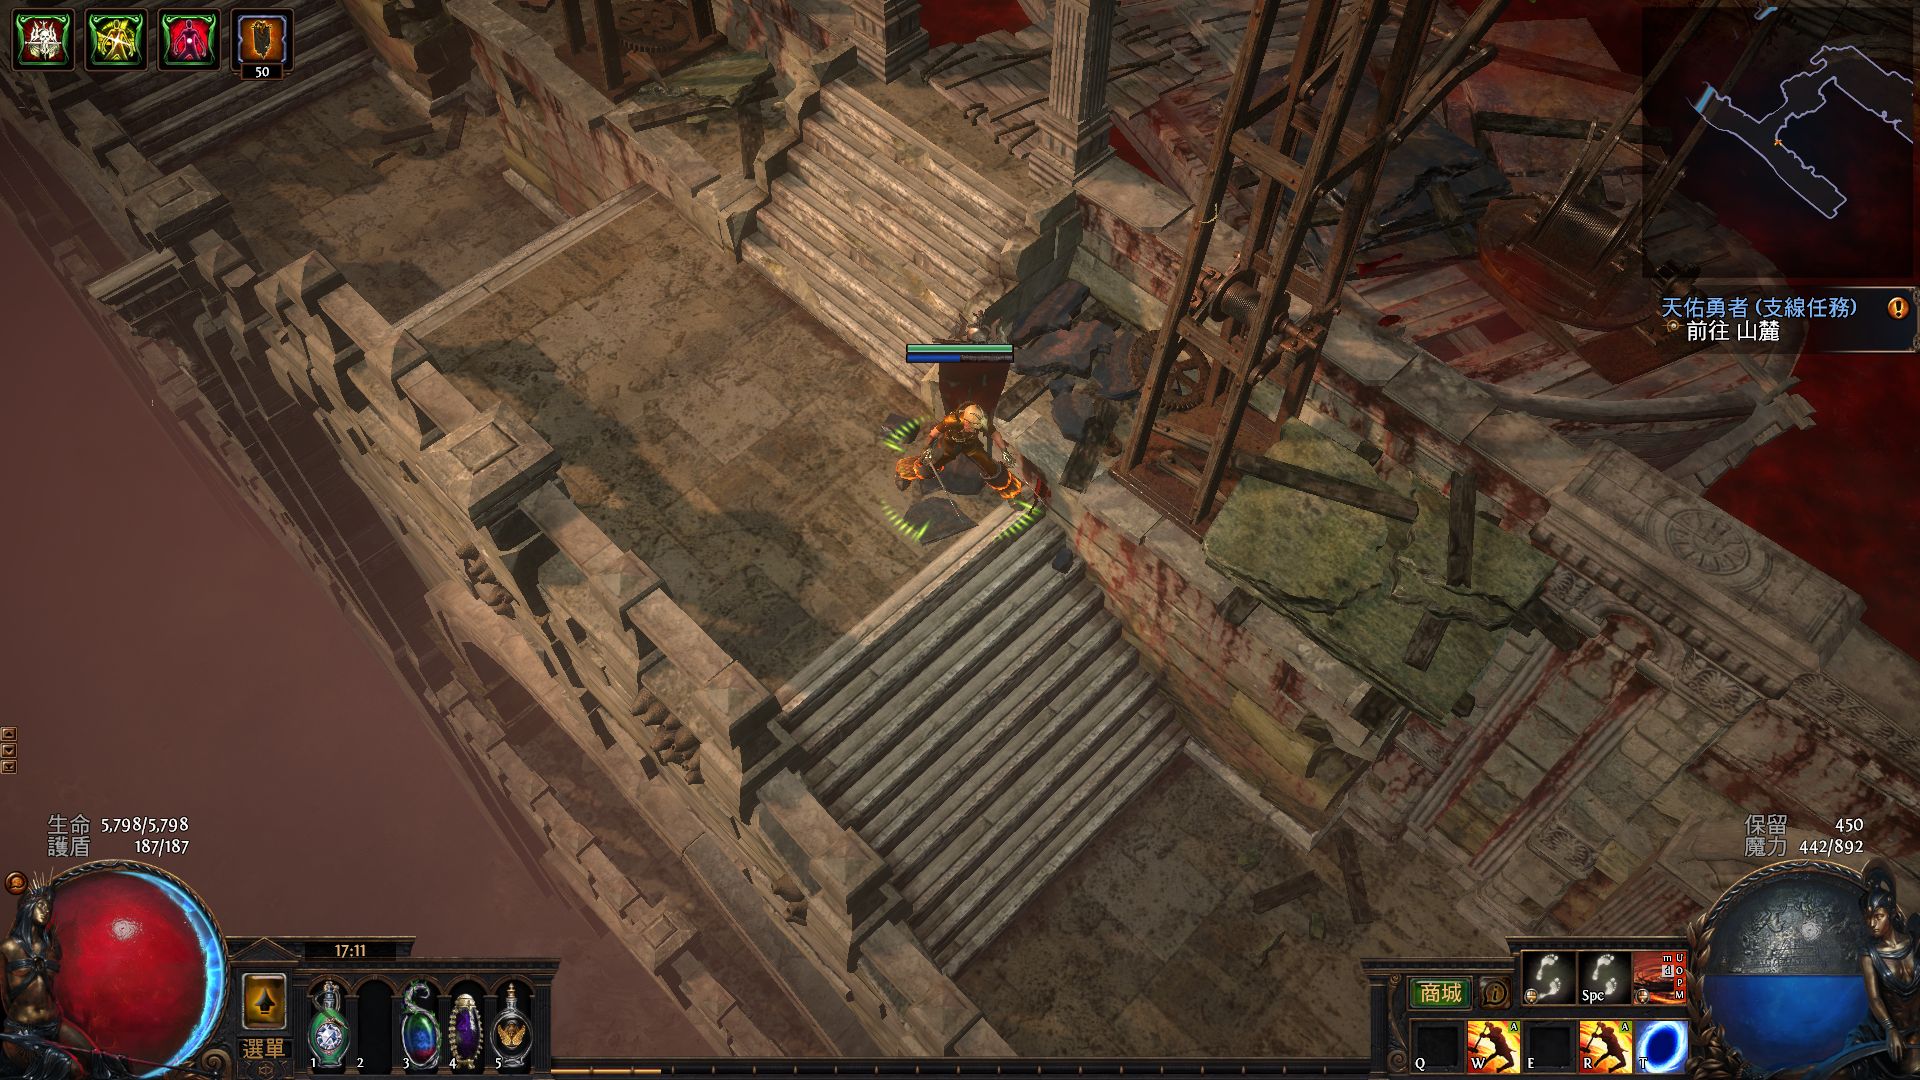 50
天佑勇者 (支線任務)
前往 山麓
生命 5,798/5,798
護盾 187/187
保留 450
魔力 442/892
17:11
選單
1 2 3 4 5
商城
Spc
m U
d O
P
M
A A
Q W E R T